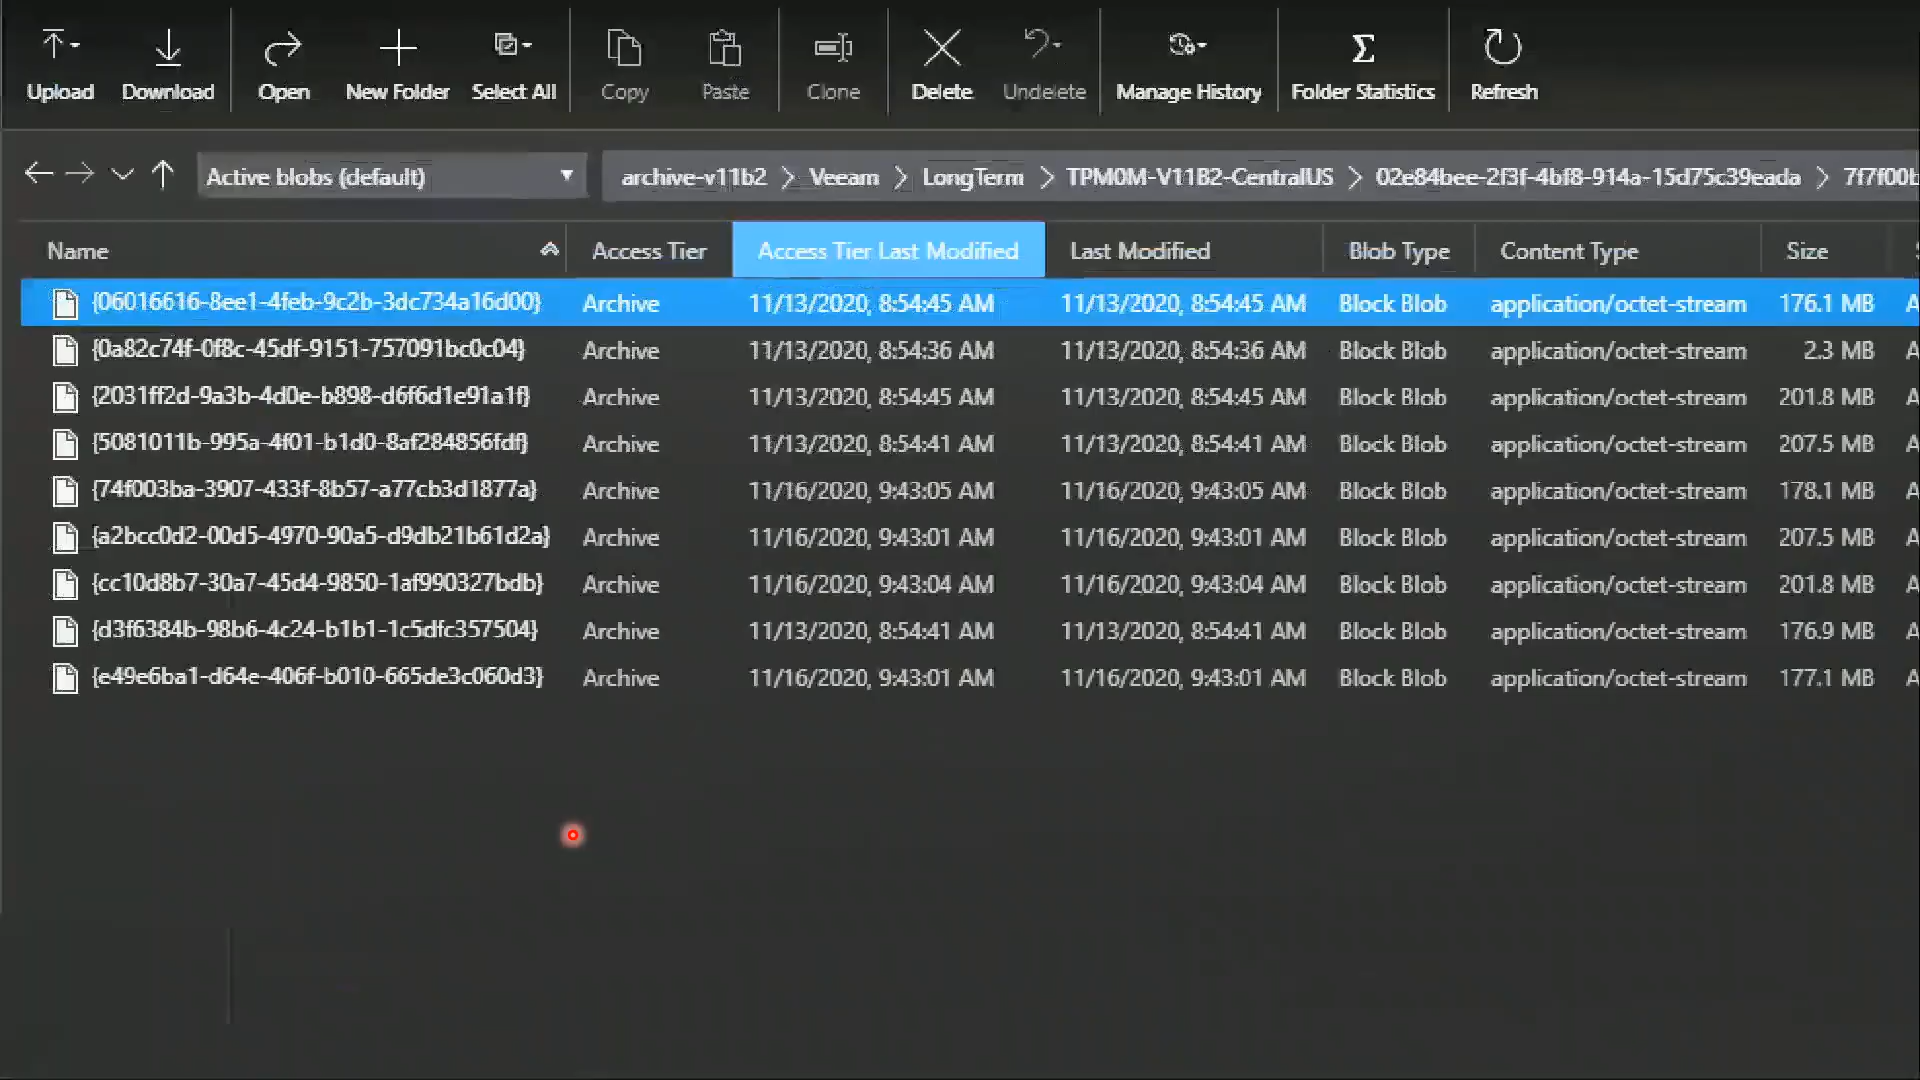 Upload Download Open New Folder Select All Copy Paste Clone Delete Undelete Manage History Folder Statistics Refresh
Active blobs (default) archive-v11b2 Veeam LongTerm TPM0M-V11B2-CentralUS 02e84bee-2f3f-4bf8-914a-15d75c39eada 7f7f00b
Name Access Tier Access Tier Last Modified Last Modified Blob Type Content Type Size
{06016616-8ee1-4feb-9c2b-3dc734a16d00} Archive 11/13/2020, 8:54:45 AM 11/13/2020, 8:54:45 AM Block Blob application/octet-stream 176.1 MB A
{0a82c74f-0f8c-45df-9151-757091bc0c04} Archive 11/13/2020, 8:54:36 AM 11/13/2020, 8:54:36 AM Block Blob application/octet-stream 2.3 MB A
{2031ff2d-9a3b-4d0e-b898-d6f6d1e91a1f} Archive 11/13/2020, 8:54:45 AM 11/13/2020, 8:54:45 AM Block Blob application/octet-stream 201.8 MB A
{5081011b-995a-4f01-b1d0-8af284856fdf} Archive 11/13/2020, 8:54:41 AM 11/13/2020, 8:54:41 AM Block Blob application/octet-stream 207.5 MB A
{74f003ba-3907-433f-8b57-a77cb3d1877a} Archive 11/16/2020, 9:43:05 AM 11/16/2020, 9:43:05 AM Block Blob application/octet-stream 178.1 MB A
{a2bcc0d2-00d5-4970-90a5-d9db21b61d2a} Archive 11/16/2020, 9:43:01 AM 11/16/2020, 9:43:01 AM Block Blob application/octet-stream 207.5 MB A
{cc10d8b7-30a7-45d4-9850-1af990327bdb} Archive 11/16/2020, 9:43:04 AM 11/16/2020, 9:43:04 AM Block Blob application/octet-stream 201.8 MB A
{d3f6384b-98b6-4c24-b1b1-1c5dfc357504} Archive 11/13/2020, 8:54:41 AM 11/13/2020, 8:54:41 AM Block Blob application/octet-stream 176.9 MB A
{e49e6ba1-d64e-406f-b010-665de3c060d3} Archive 11/16/2020, 9:43:01 AM 11/16/2020, 9:43:01 AM Block Blob application/octet-stream 177.1 MB A